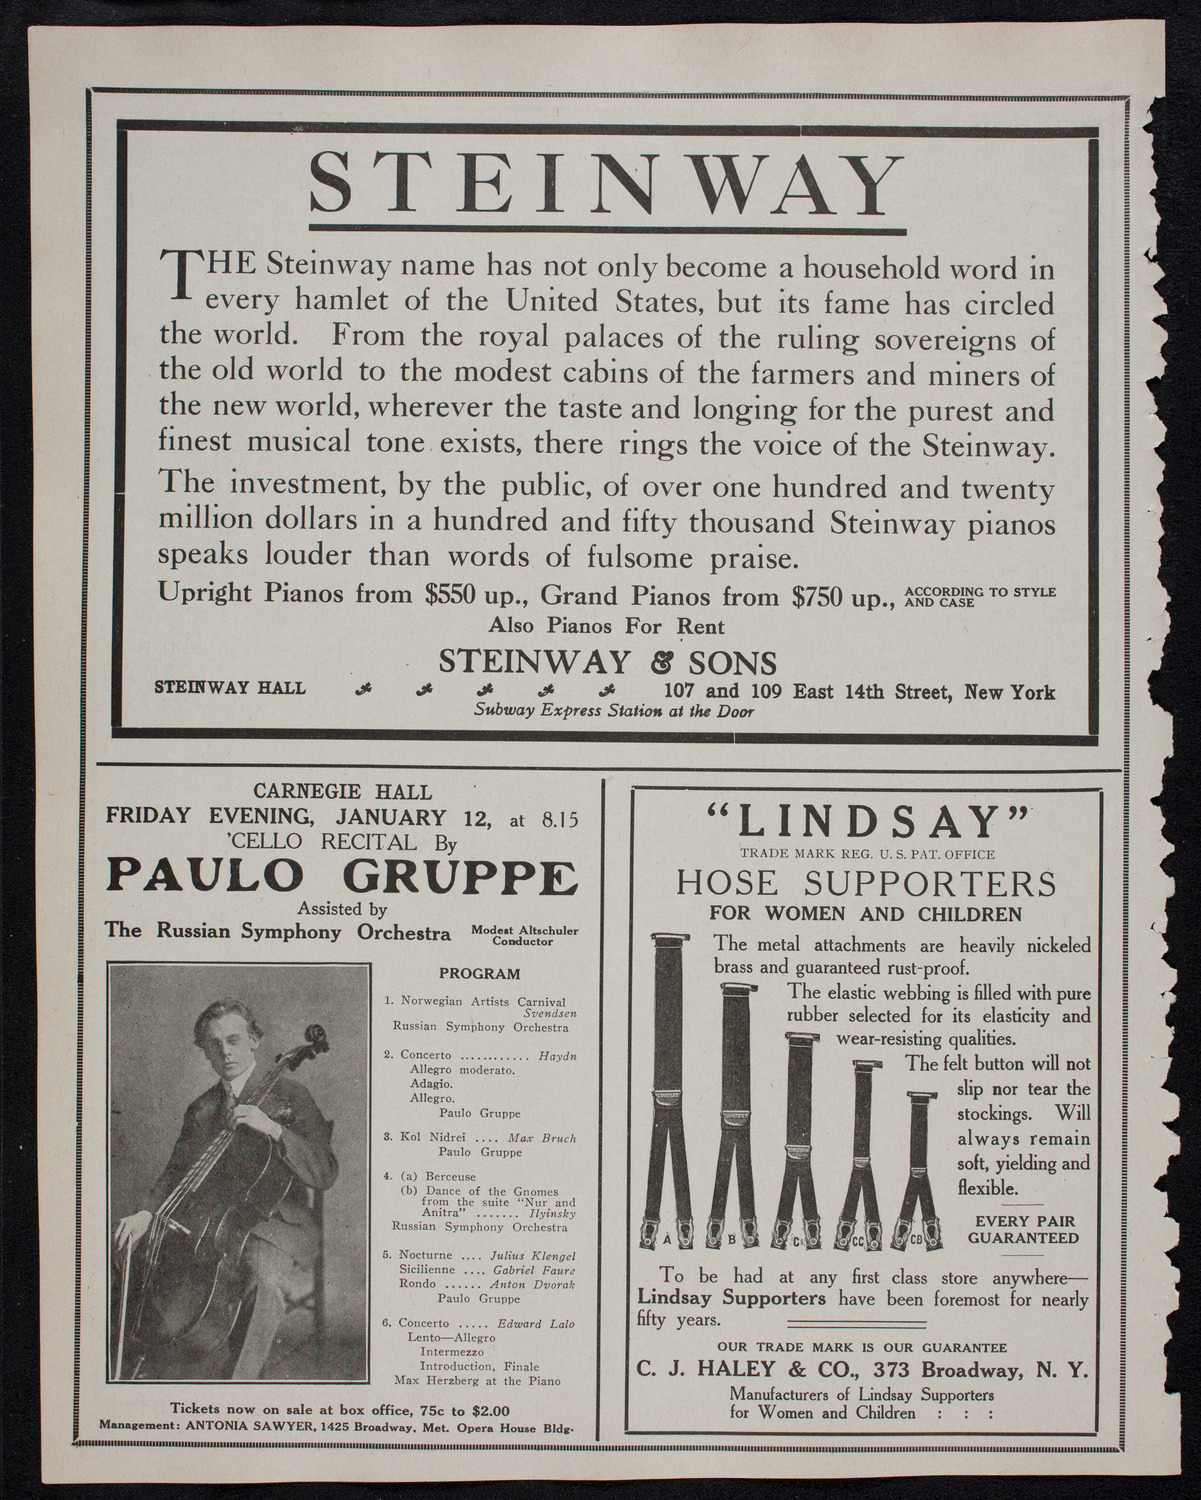 STEINWAY
THE Steinway name has not only become a household word in
every hamlet of the United States, but its fame has circled
the world. From the royal palaces of the ruling sovereigns of
the old world to the modest cabins of the farmers and miners of
the new world, wherever the taste and longing for the purest and
finest musical tone exists, there rings the voice of the Steinway.
The investment, by the public, of over one hundred and twenty
million dollars in a hundred and fifty thousand Steinway pianos
speaks louder than words of fulsome praise.
Upright Pianos from $550 up., Grand Pianos from $750 up., ACCORDING TO STYLE AND CASE
Also Pianos For Rent
STEINWAY & SONS
STEINWAY HALL 107 and 109 East 14th Street, New York
Subway Express Station at the Door
CARNEGIE HALL
FRIDAY EVENING, JANUARY 12, at 8.15
'CELLO RECITAL By
PAULO GRUPPE
Assisted by
The Russian Symphony Orchestra Modest Altschuler Conductor
PROGRAM
1. Norwegian Artists Carnival
Svendsen
Russian Symphony Orchestra
2. Concerto ............ Haydn
Allegro moderato.
Adagio.
Allegro.
Paulo Gruppe
3. Kol Nidrei .... Max Bruch
Paulo Gruppe
4. (a) Berceuse
(b) Dance of the Gnomes
from the suite "Nur and
Anitra" ....... Ilyinsky
Russian Symphony Orchestra
5. Nocturne .... Julius Klengel
Sicilienne .... Gabriel Faure
Rondo ...... Anton Dvorak
Paulo Gruppe
6. Concerto ..... Edward Lalo
Lento—Allegro
Intermezzo
Introduction, Finale
Max Herzberg at the Piano
Tickets now on sale at box office, 75c to $2.00
Management: ANTONIA SAWYER, 1425 Broadway, Met. Opera House Bldg.
"LINDSAY"
TRADE MARK REG. U. S. PAT. OFFICE
HOSE SUPPORTERS
FOR WOMEN AND CHILDREN
The metal attachments are heavily nickeled
brass and guaranteed rust-proof.
The elastic webbing is filled with pure
rubber selected for its elasticity and
wear-resisting qualities.
The felt button will not
slip nor tear the
stockings. Will
always remain
soft, yielding and
flexible.
A B C CC CB
EVERY PAIR
GUARANTEED
To be had at any first class store anywhere—
Lindsay Supporters have been foremost for nearly
fifty years.
OUR TRADE MARK IS OUR GUARANTEE
C. J. HALEY & CO., 373 Broadway, N. Y.
Manufacturers of Lindsay Supporters
for Women and Children : : :